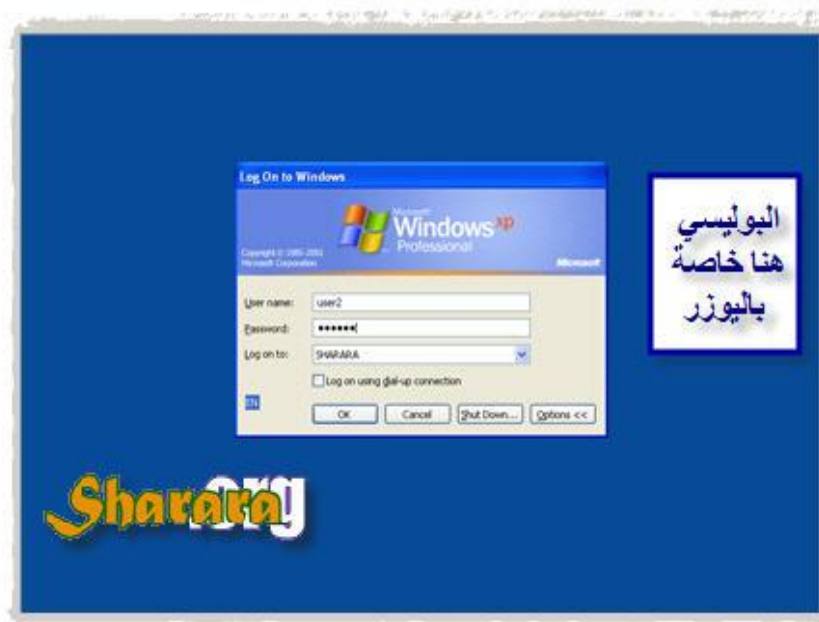 Log On to Windows
Microsoft
Windows xp
Professional
Copyright © 1985-2001
Microsoft Corporation
Microsoft
User name: user2
Password: ••••••
Log on to: SHARARA
Log on using dial-up connection
EN
OK Cancel Shut Down... Options <<
البوليسي
هنا خاصة
باليوزر
Sharara.org